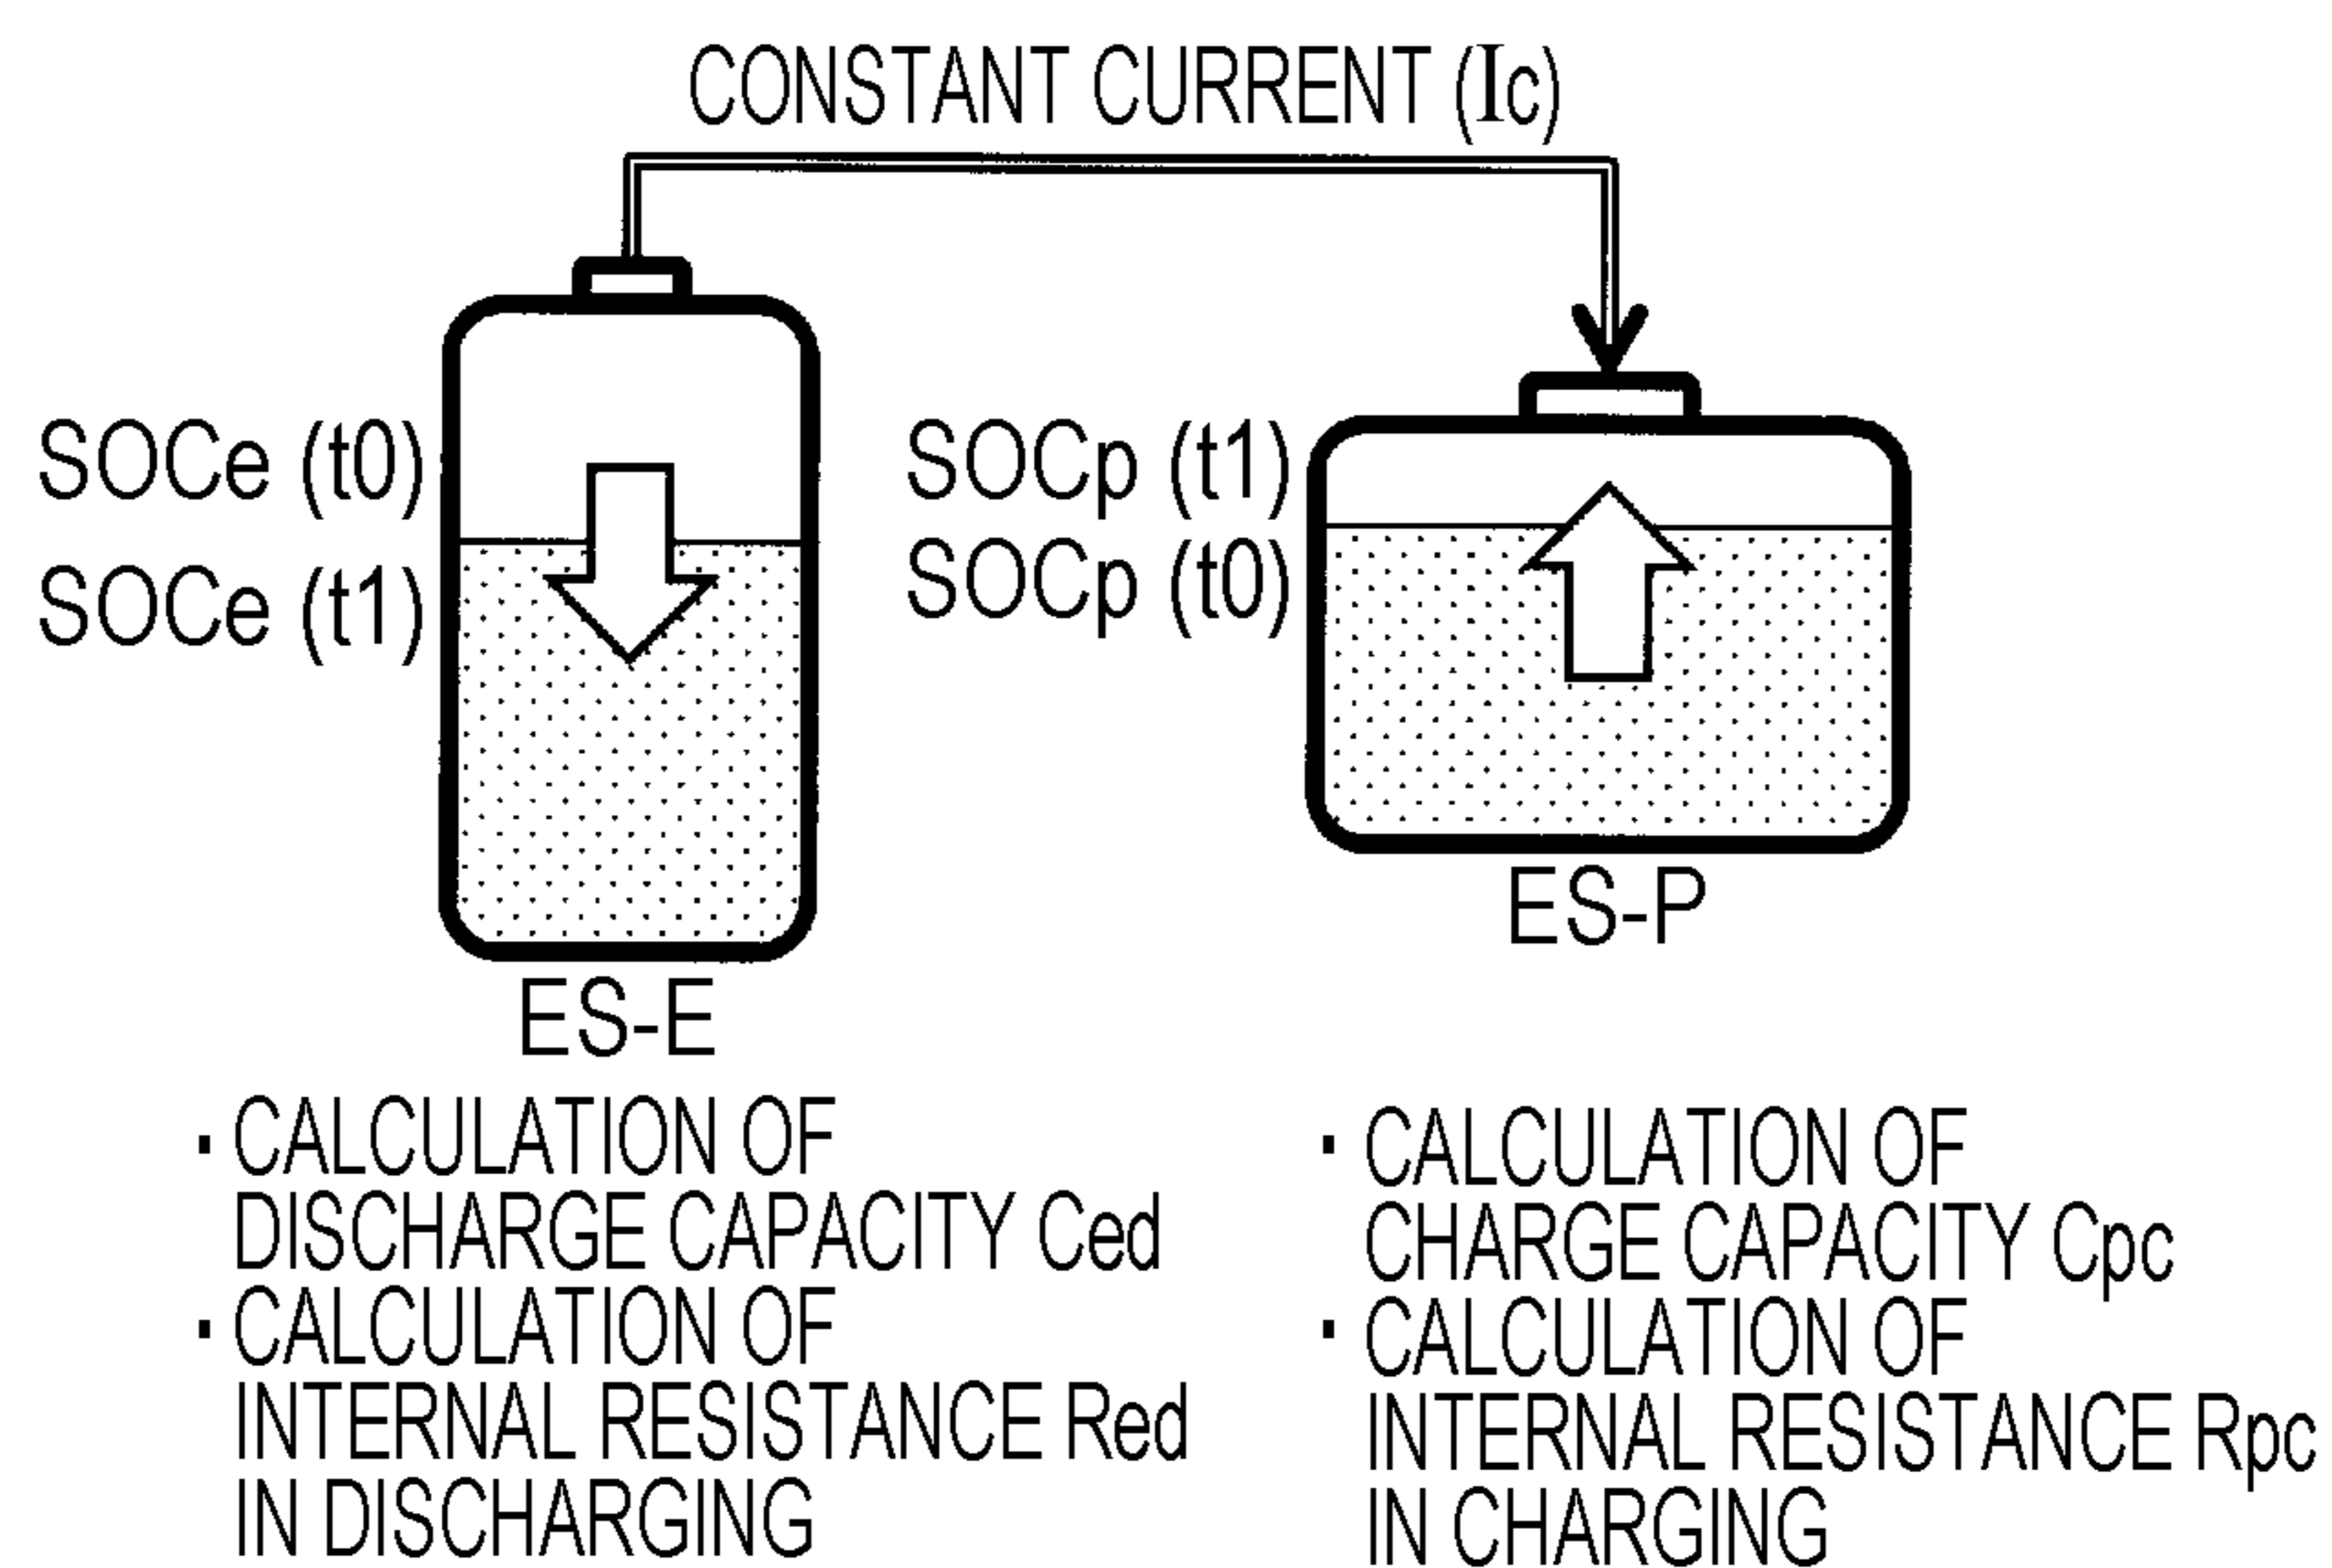 CONSTANT CURRENT (Ic)
SOCe (t0)
SOCe (t1)
SOCp (t1)
SOCp (t0)
ES-E
ES-P
· CALCULATION OF
DISCHARGE CAPACITY Ced
· CALCULATION OF
INTERNAL RESISTANCE Red
IN DISCHARGING
· CALCULATION OF
CHARGE CAPACITY Cpc
· CALCULATION OF
INTERNAL RESISTANCE Rpc
IN CHARGING